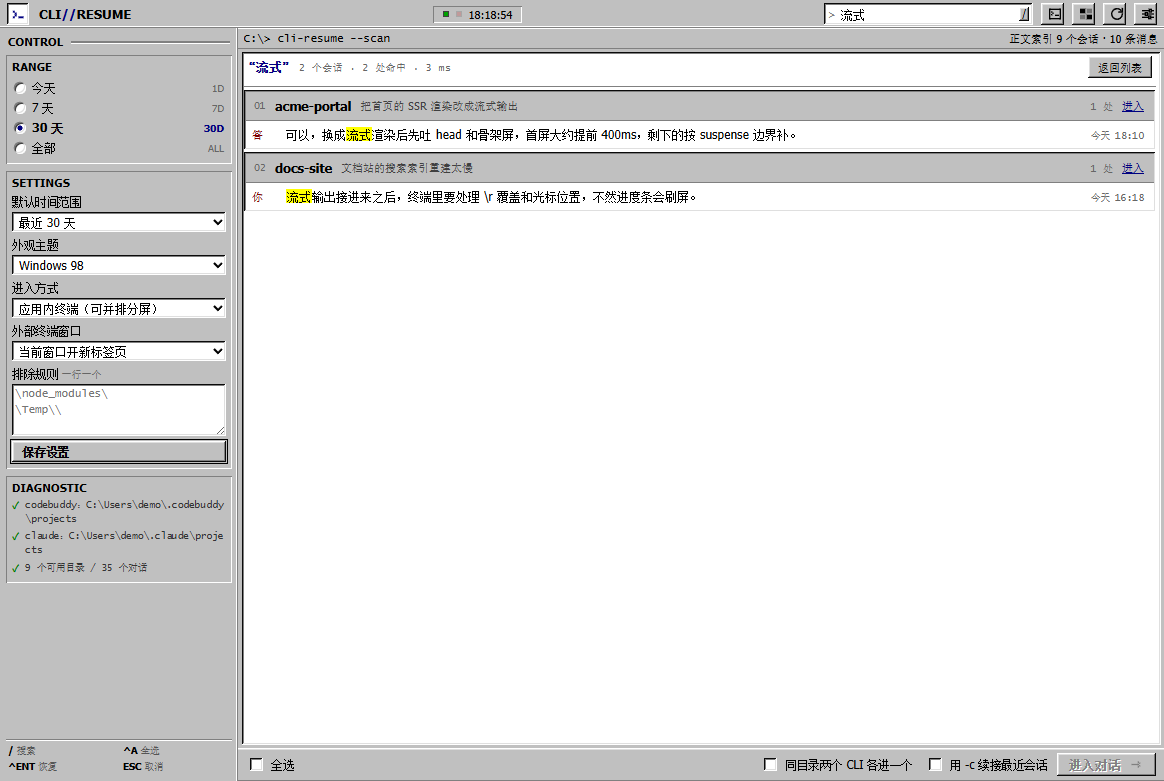 CLI//RESUME
18:18:54
> 流式
/
CONTROL
RANGE
今天 1D
7 天 7D
30 天 30D
全部 ALL
SETTINGS
默认时间范围
最近 30 天
外观主题
Windows 98
进入方式
应用内终端（可并排分屏）
外部终端窗口
当前窗口开新标签页
排除规则 一行一个
\node_modules\
\Temp\\
保存设置
DIAGNOSTIC
✓ codebuddy: C:\Users\demo\.codebuddy
\projects
✓ claude: C:\Users\demo\.claude\proje
cts
✓ 9 个可用目录 / 35 个对话
/ 搜索 ^A 全选
^ENT 恢复 ESC 取消
C:\> cli-resume --scan 正文索引 9 个会话 · 10 条消息
“流式” 2 个会话 · 2 处命中 · 3 ms 返回列表
01 acme-portal 把首页的 SSR 渲染改成流式输出 1 处 进入
答 可以，换成流式渲染后先吐 head 和骨架屏，首屏大约提前 400ms，剩下的按 suspense 边界补。 今天 18:10
02 docs-site 文档站的搜索索引重建太慢 1 处 进入
你 流式输出接进来之后，终端里要处理 \r 覆盖和光标位置，不然进度条会刷屏。 今天 16:18
全选 同目录两个 CLI 各进一个 用 -c 续接最近会话 进入对话 →